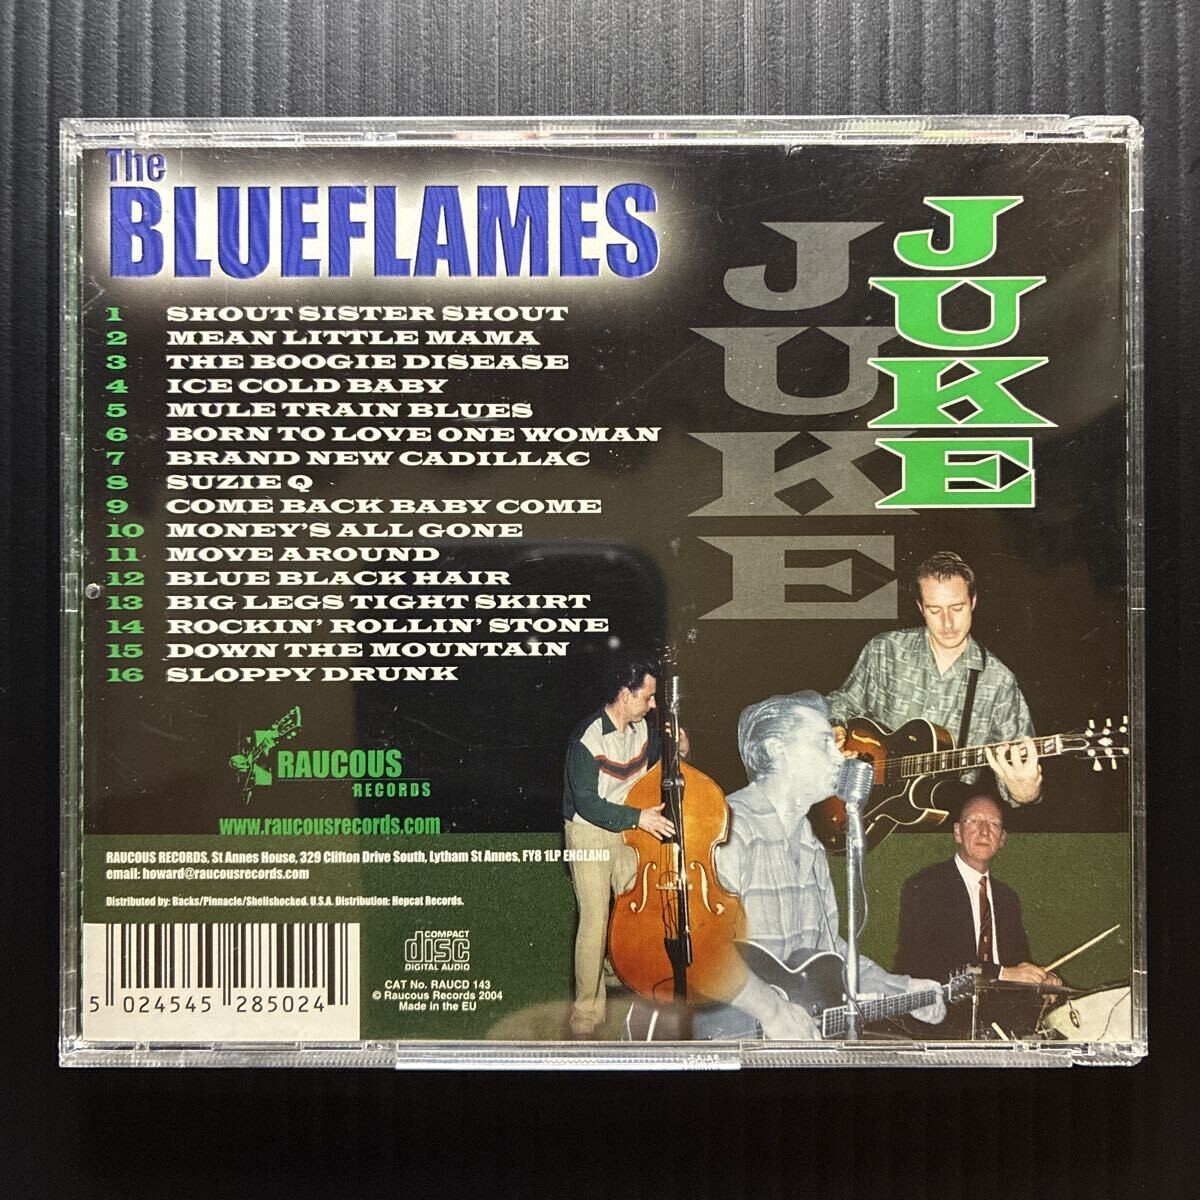 The
BLUEFLAMES
JUKE
JUKE
1 SHOUT SISTER SHOUT
2 MEAN LITTLE MAMA
3 THE BOOGIE DISEASE
4 ICE COLD BABY
5 MULE TRAIN BLUES
6 BORN TO LOVE ONE WOMAN
7 BRAND NEW CADILLAC
8 SUZIE Q
9 COME BACK BABY COME
10 MONEY'S ALL GONE
11 MOVE AROUND
12 BLUE BLACK HAIR
13 BIG LEGS TIGHT SKIRT
14 ROCKIN' ROLLIN' STONE
15 DOWN THE MOUNTAIN
16 SLOPPY DRUNK
RAUCOUS
RECORDS
www.raucousrecords.com
RAUCOUS RECORDS, St Annes House, 329 Clifton Drive South, Lytham St Annes, FY8 1LP ENGLAND
email: howard@raucousrecords.com
Distributed by: Backs/Pinnacle/Shellshocked. U.S.A. Distribution: Hepcat Records.
COMPACT
disc
DIGITAL AUDIO
CAT No. RAUCD 143
© Raucous Records 2004
Made in the EU
5 024545 285024